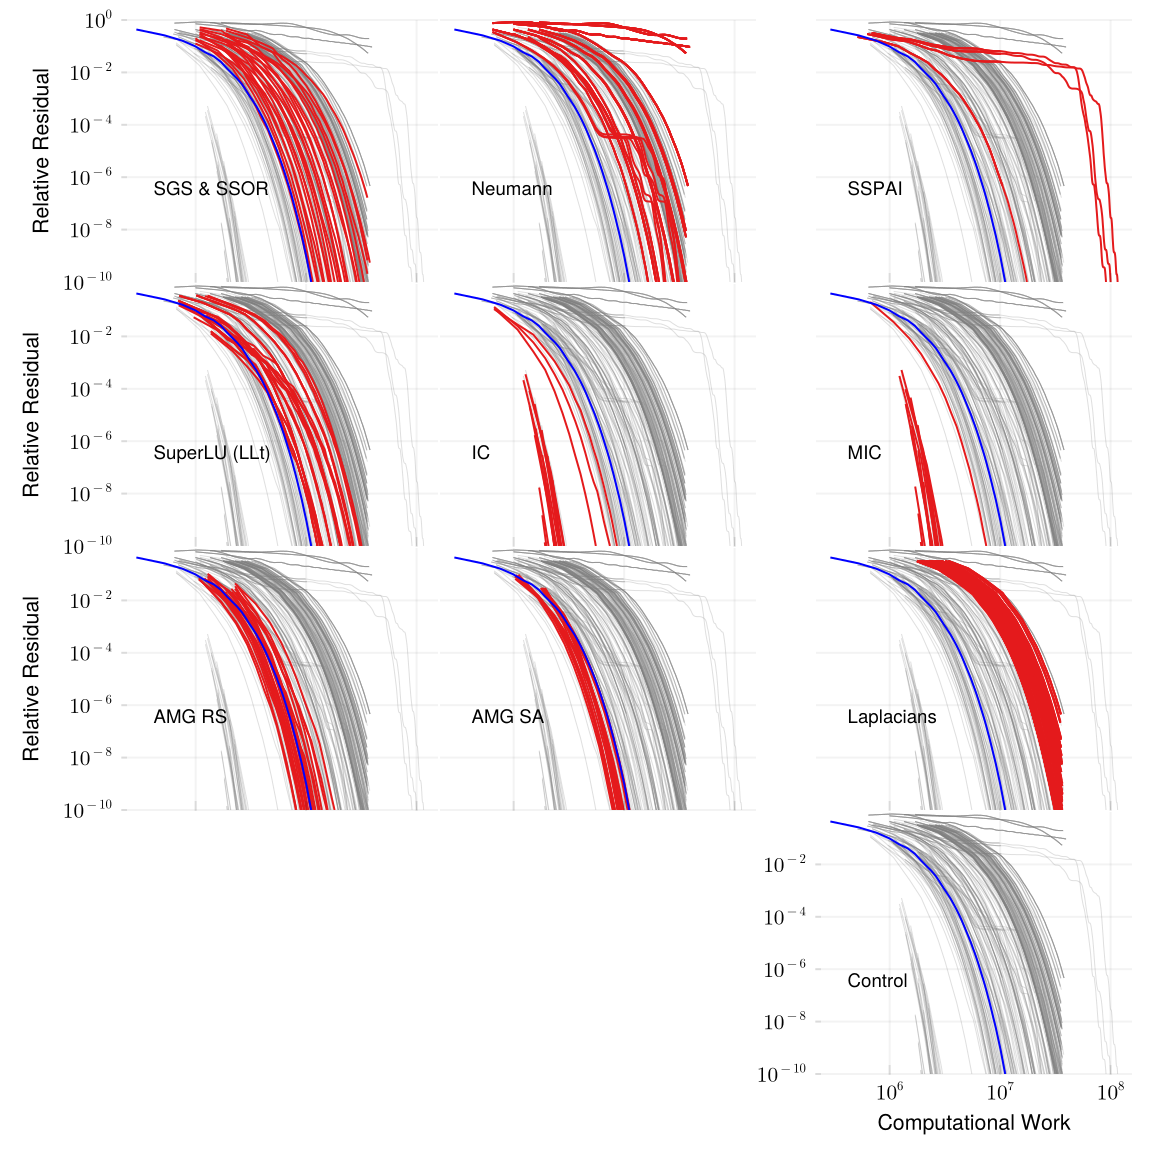 10^0
10^−2
10^−4
10^−6
10^−8
10^−10
Relative Residual
SGS & SSOR
Neumann
SSPAI
10^−2
10^−4
10^−6
10^−8
10^−10
Relative Residual
SuperLU (LLt)
IC
MIC
10^−2
10^−4
10^−6
10^−8
10^−10
Relative Residual
AMG RS
AMG SA
Laplacians
10^−2
10^−4
10^−6
10^−8
10^−10
Control
10^6 10^7 10^8
Computational Work